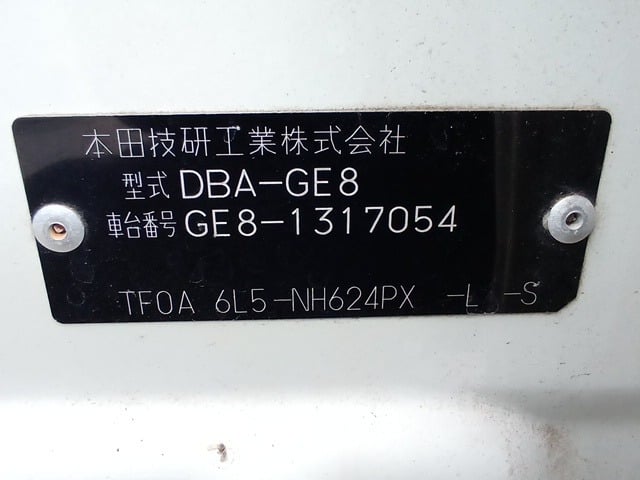 本田技研工業株式会社
型式 DBA-GE8
車台番号 GE8-1317054
TF0A 6L5-NH624PX -L -S